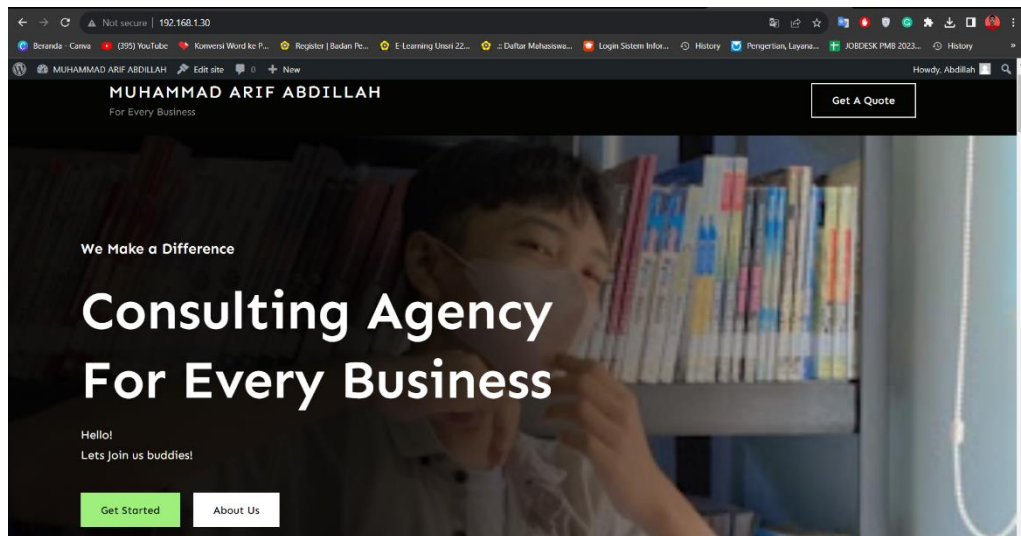 Not secure | 192.168.1.30
Beranda - Canva (395) YouTube Konversi Word ke P... Register | Badan Pe... E-Learning Unsri 22... .:: Daftar Mahasiswa... Login Sistem Infor... History Pengertian, Layana... JOBDESK PMB 2023... History »
MUHAMMAD ARIF ABDILLAH Edit site 0 + New Howdy, Abdillah
MUHAMMAD ARIF ABDILLAH
For Every Business
Get A Quote
We Make a Difference
Consulting Agency
For Every Business
Hello!
Lets Join us buddies!
Get Started About Us